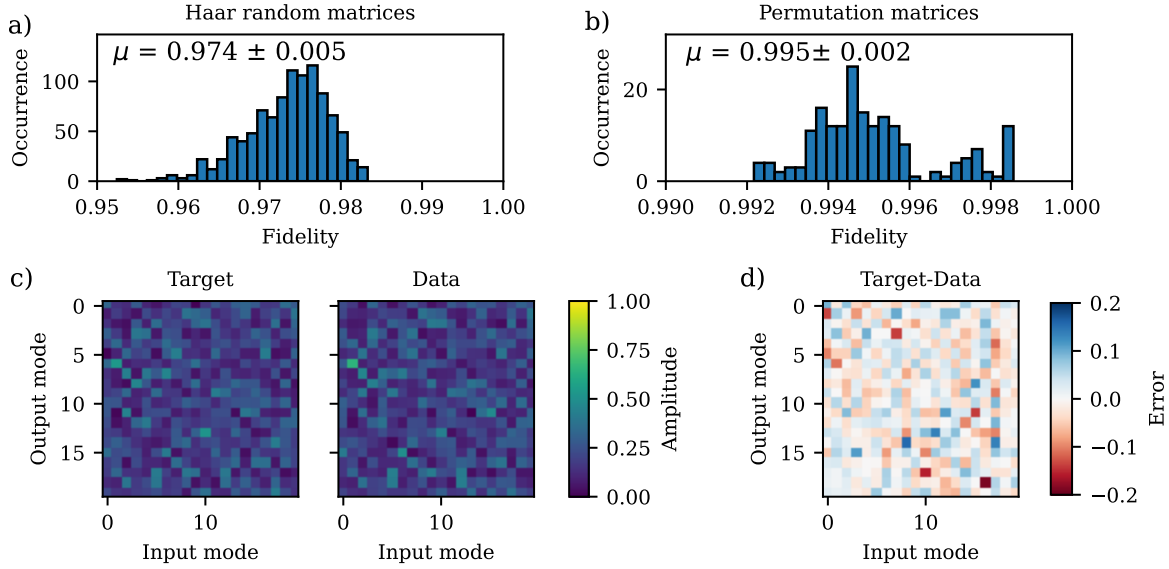 a)
Haar random matrices
μ = 0.974 ± 0.005
Occurrence
100
50
0
0.95 0.96 0.97 0.98 0.99 1.00
Fidelity
b)
Permutation matrices
μ = 0.995± 0.002
Occurrence
20
0
0.990 0.992 0.994 0.996 0.998 1.000
Fidelity
c)
Target
Output mode
0
5
10
15
0 10
Input mode
Data
0 10
Input mode
1.00
0.75
0.50
0.25
0.00
Amplitude
d)
Target-Data
Output mode
0
5
10
15
0 10
Input mode
0.2
0.1
0.0
−0.1
−0.2
Error